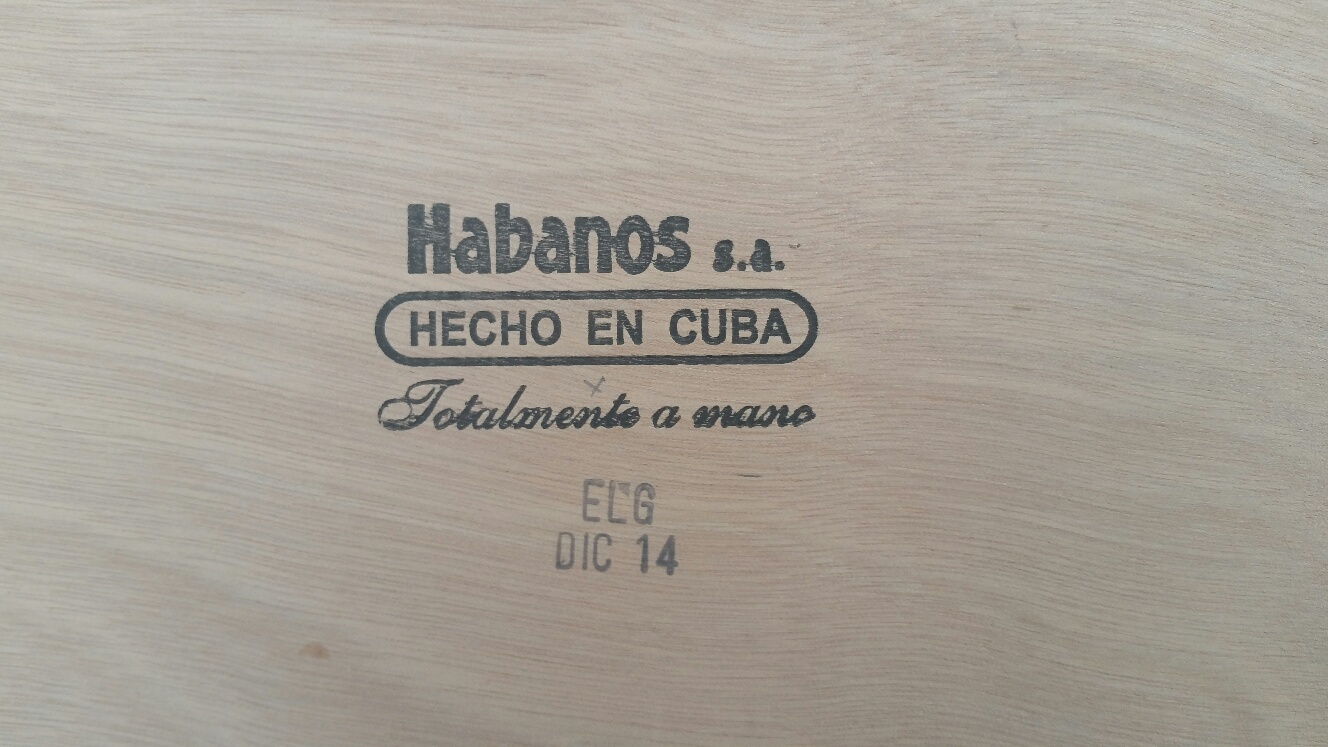 Habanos s.a.
HECHO EN CUBA
Totalmente a mano
ELG
DIC 14